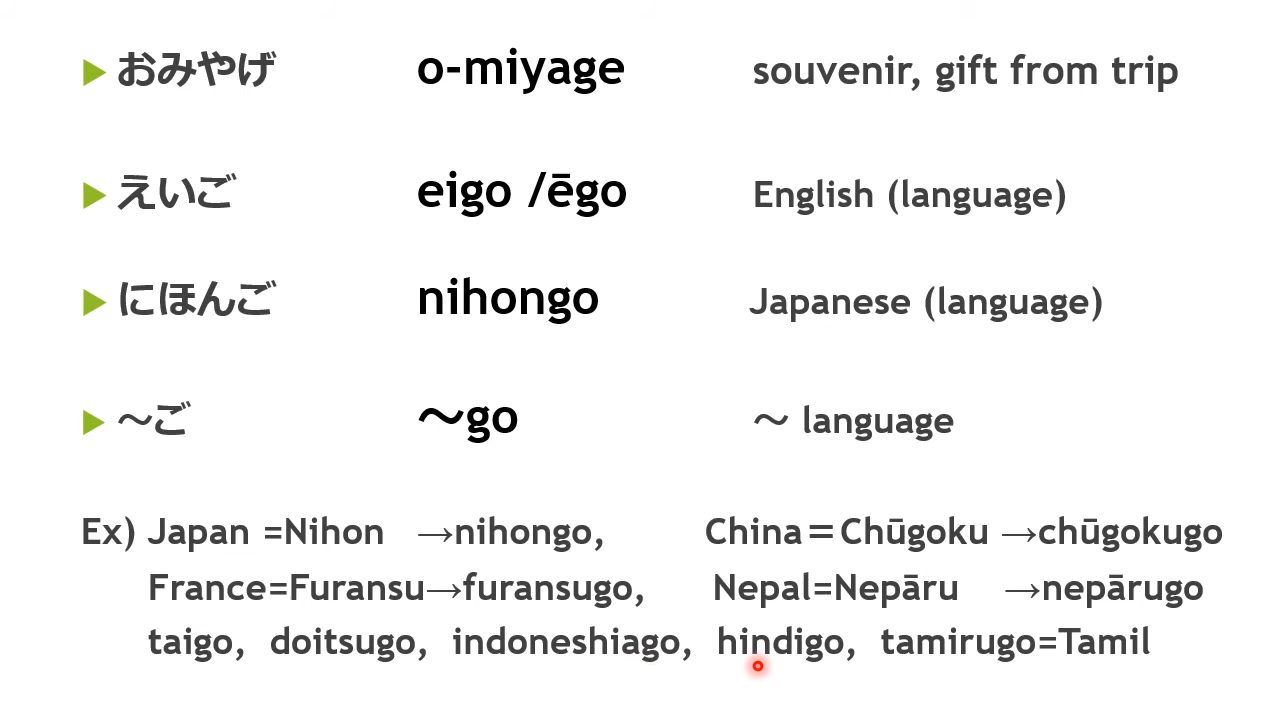 おみやげ o-miyage souvenir, gift from trip
えいご eigo /ēgo English (language)
にほんご nihongo Japanese (language)
～ご ～go ～ language
Ex) Japan =Nihon →nihongo, China＝Chūgoku →chūgokugo
France=Furansu→furansugo, Nepal=Nepāru →nepārugo
taigo, doitsugo, indoneshiago, hindigo, tamirugo=Tamil